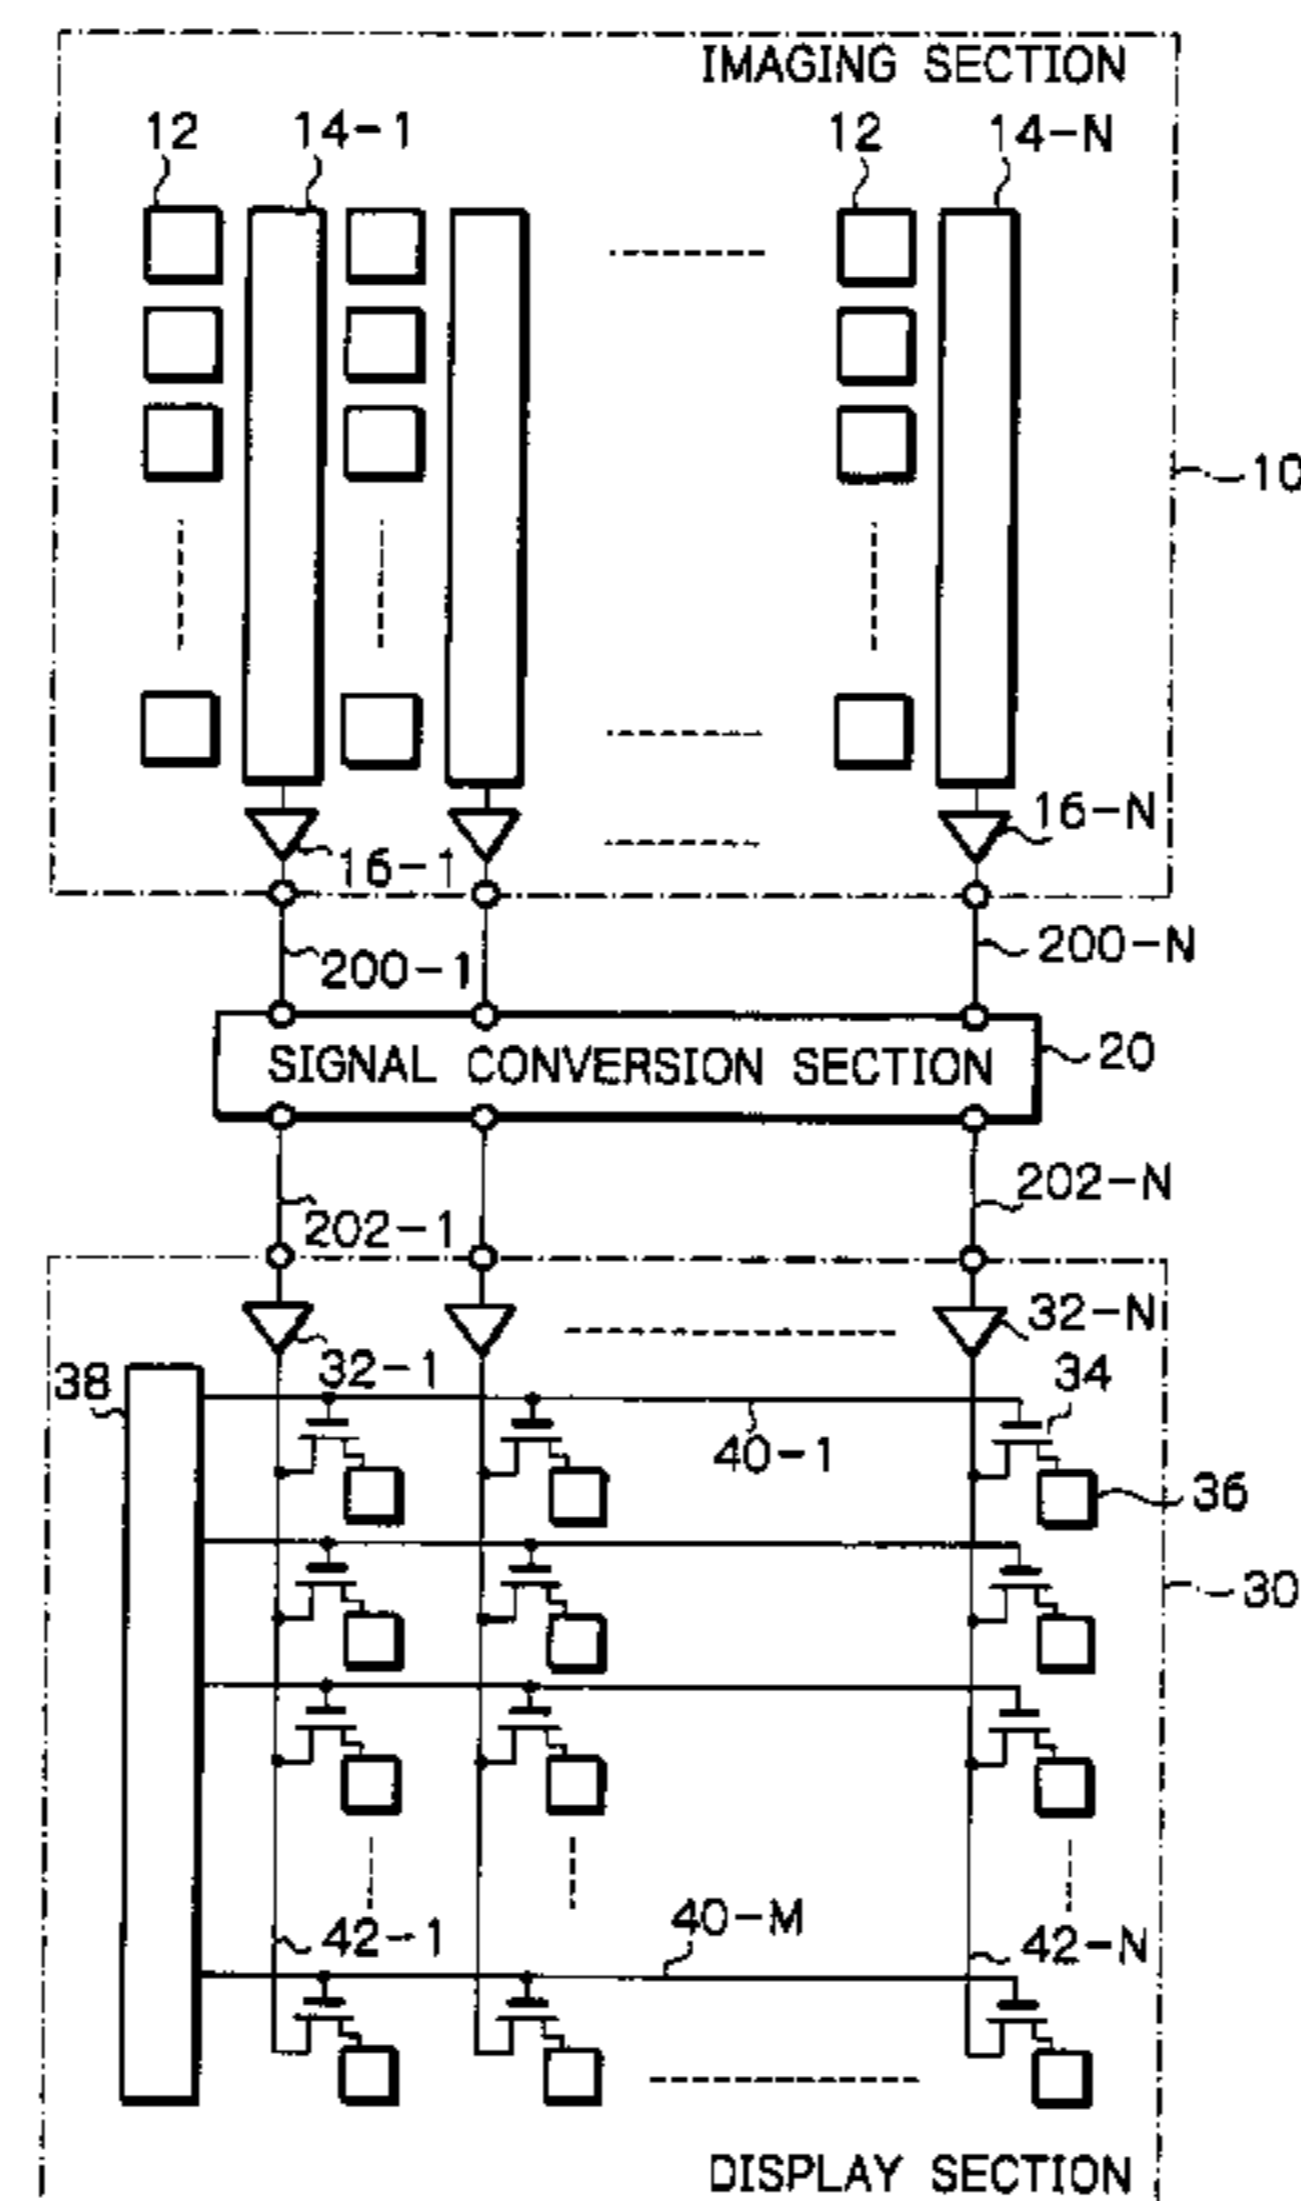 IMAGING SECTION
12
14-1
12
14-N
10
16-N
16-1
200-N
200-1
SIGNAL CONVERSION SECTION
20
202-N
202-1
32-N
32-1
34
38
40-1
36
30
40-M
42-1
42-N
DISPLAY SECTION